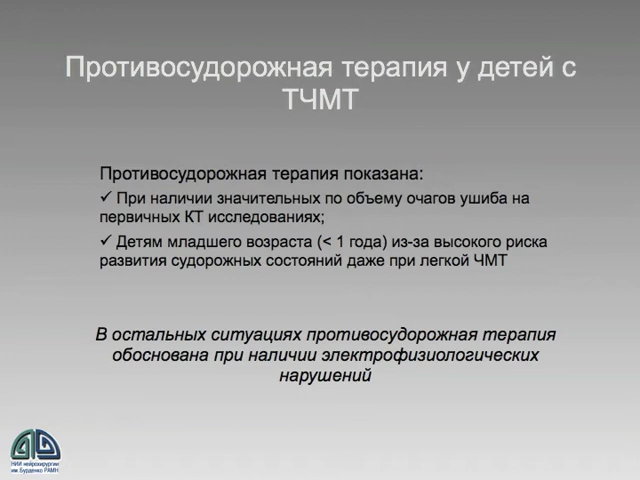 Противосудорожная терапия у детей с
ТЧМТ
Противосудорожная терапия показана:
✓ При наличии значительных по объему очагов ушиба на
первичных КТ исследованиях;
✓ Детям младшего возраста (< 1 года) из-за высокого риска
развития судорожных состояний даже при легкой ЧМТ
В остальных ситуациях противосудорожная терапия
обоснована при наличии электрофизиологических
нарушений
НИИ нейрохирургии
им Бурденко РАМН